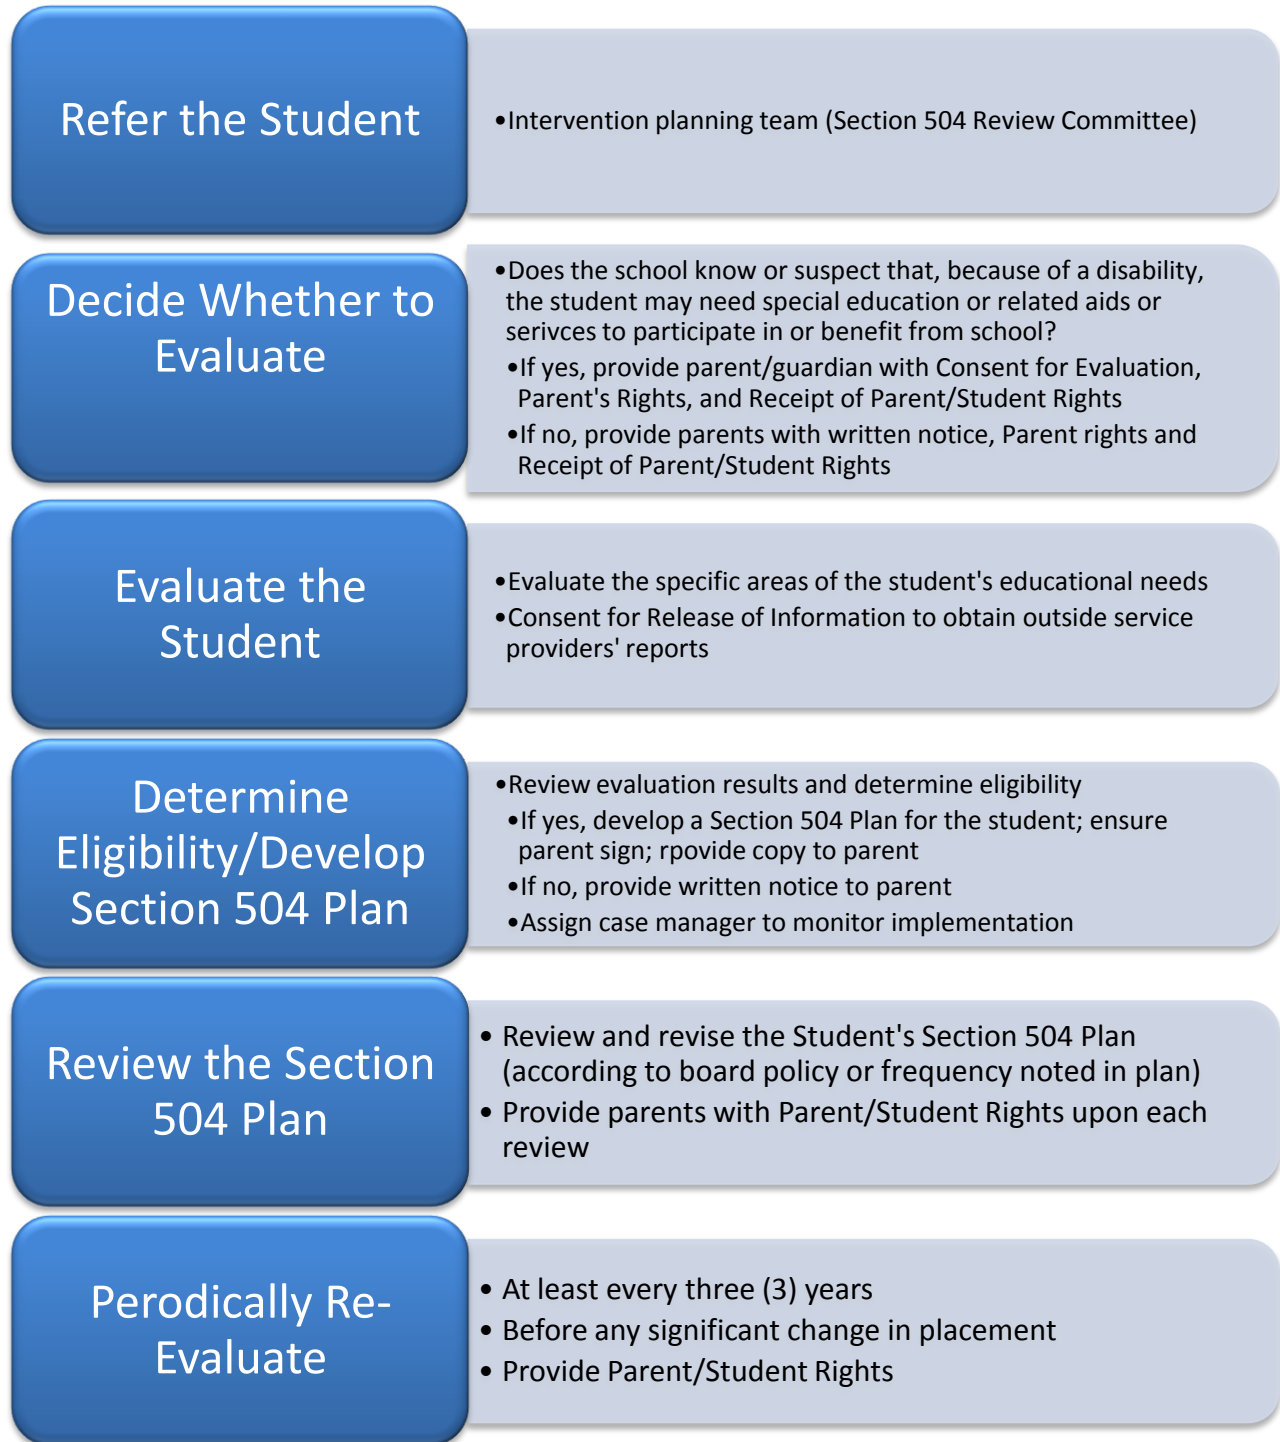 Refer the Student
•Intervention planning team (Section 504 Review Committee)
Decide Whether to
Evaluate
•Does the school know or suspect that, because of a disability,
the student may need special education or related aids or
serivces to participate in or benefit from school?
•If yes, provide parent/guardian with Consent for Evaluation,
Parent's Rights, and Receipt of Parent/Student Rights
•If no, provide parents with written notice, Parent rights and
Receipt of Parent/Student Rights
Evaluate the
Student
•Evaluate the specific areas of the student's educational needs
•Consent for Release of Information to obtain outside service
providers' reports
Determine
Eligibility/Develop
Section 504 Plan
•Review evaluation results and determine eligibility
•If yes, develop a Section 504 Plan for the student; ensure
parent sign; rpovide copy to parent
•If no, provide written notice to parent
•Assign case manager to monitor implementation
Review the Section
504 Plan
• Review and revise the Student's Section 504 Plan
(according to board policy or frequency noted in plan)
• Provide parents with Parent/Student Rights upon each
review
Perodically Re-
Evaluate
• At least every three (3) years
• Before any significant change in placement
• Provide Parent/Student Rights